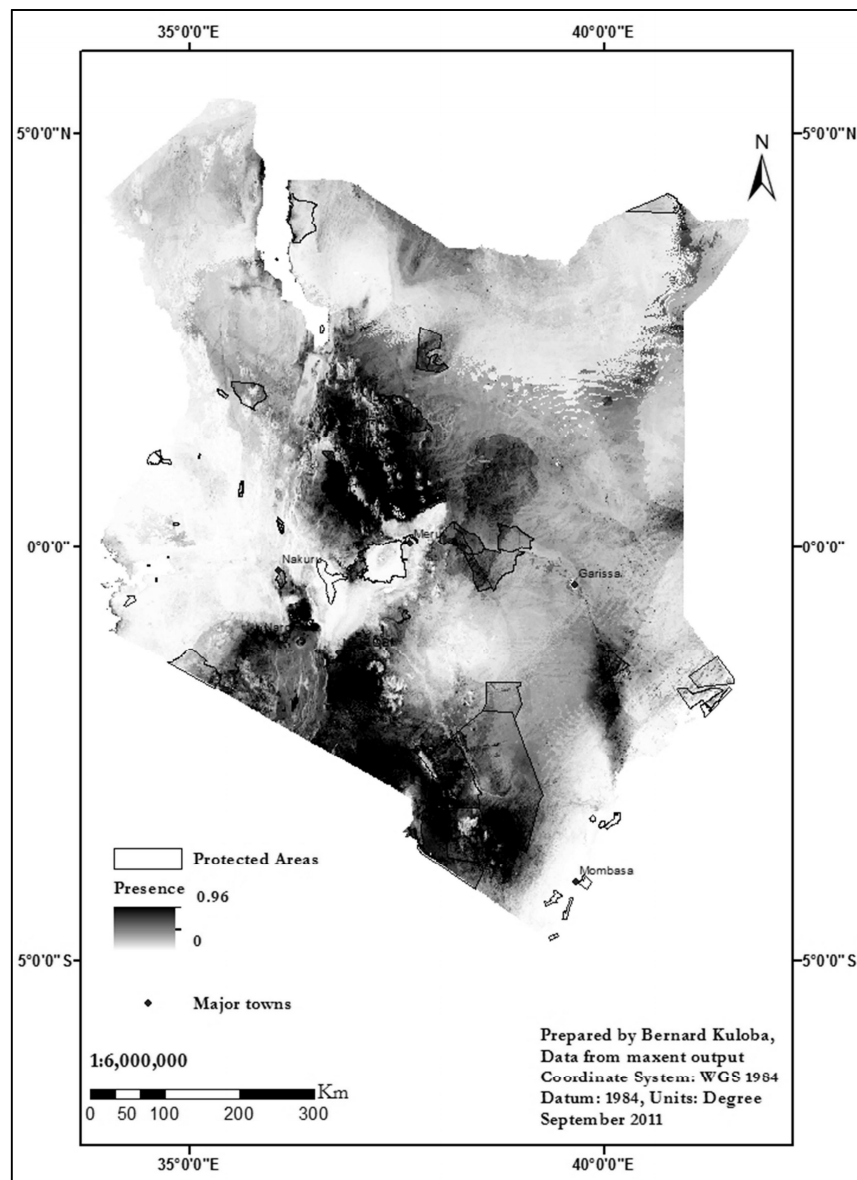 35°0'0"E
40°0'0"E
5°0'0"N
5°0'0"N
N
Meru
0°0'0"
0°0'0"
Nakuru
Garissa
Protected Areas
Presence
0.96
0
Mombasa
5°0'0"S
5°0'0"S
Major towns
1:6,000,000
Km
0 50 100 200 300
Prepared by Bernard Kuloba,
Data from maxent output
Coordinate System: WGS 1984
Datum: 1984, Units: Degree
September 2011
35°0'0"E
40°0'0"E